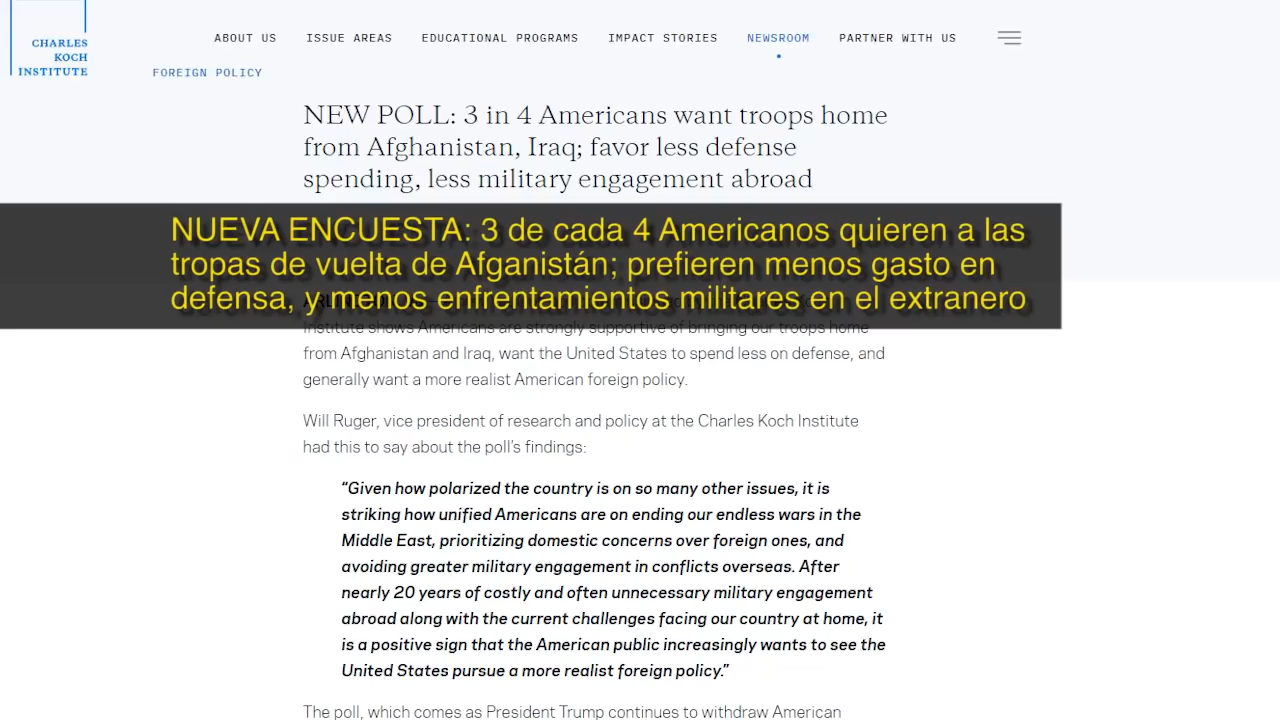 CHARLES
KOCH
INSTITUTE
ABOUT US
ISSUE AREAS
EDUCATIONAL PROGRAMS
IMPACT STORIES
NEWSROOM
PARTNER WITH US
FOREIGN POLICY
NEW POLL: 3 in 4 Americans want troops home
from Afghanistan, Iraq; favor less defense
spending, less military engagement abroad
NUEVA ENCUESTA: 3 de cada 4 Americanos quieren a las
tropas de vuelta de Afganistán; prefieren menos gasto en
defensa, y menos enfrentamientos militares en el extranero
Institute shows Americans are strongly supportive of bringing our troops home
from Afghanistan and Iraq, want the United States to spend less on defense, and
generally want a more realist American foreign policy.
Will Ruger, vice president of research and policy at the Charles Koch Institute
had this to say about the poll’s findings:
“Given how polarized the country is on so many other issues, it is
striking how unified Americans are on ending our endless wars in the
Middle East, prioritizing domestic concerns over foreign ones, and
avoiding greater military engagement in conflicts overseas. After
nearly 20 years of costly and often unnecessary military engagement
abroad along with the current challenges facing our country at home, it
is a positive sign that the American public increasingly wants to see the
United States pursue a more realist foreign policy.”
The poll, which comes as President Trump continues to withdraw American